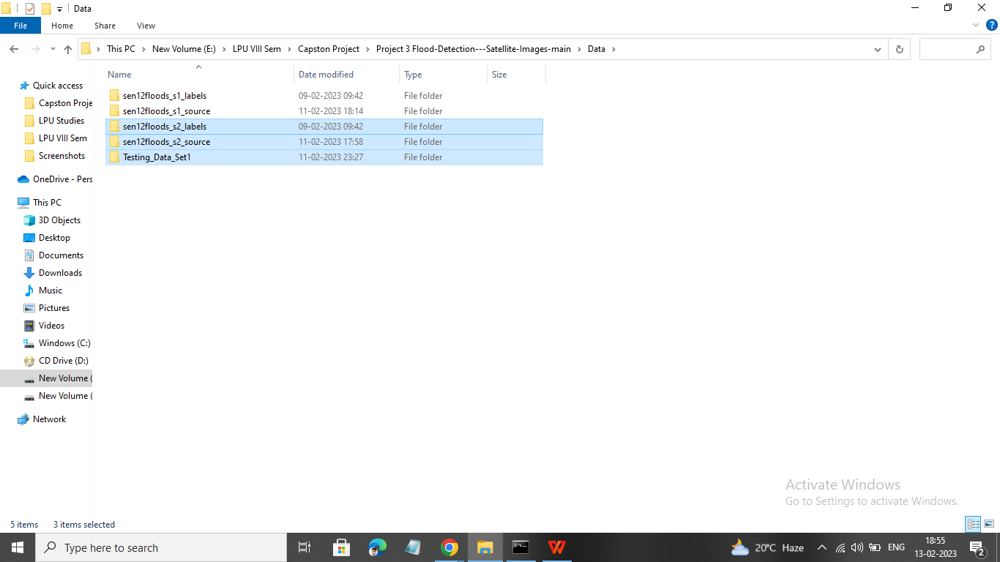 Data
File Home Share View
This PC New Volume (E:) LPU VIII Sem Capston Project Project 3 Flood-Detection---Satellite-Images-main Data
Name Date modified Type Size
sen12floods_s1_labels 09-02-2023 09:42 File folder
sen12floods_s1_source 11-02-2023 18:14 File folder
sen12floods_s2_labels 09-02-2023 09:42 File folder
sen12floods_s2_source 11-02-2023 17:58 File folder
Testing_Data_Set1 11-02-2023 23:27 File folder
Quick access
Capston Proje
LPU Studies
LPU VIII Sem
Screenshots
OneDrive - Pers
This PC
3D Objects
Desktop
Documents
Downloads
Music
Pictures
Videos
Windows (C:)
CD Drive (D:)
New Volume (
New Volume (
Network
Activate Windows
Go to Settings to activate Windows.
5 items 3 items selected
Type here to search
20°C Haze
ENG
18:55
13-02-2023
2